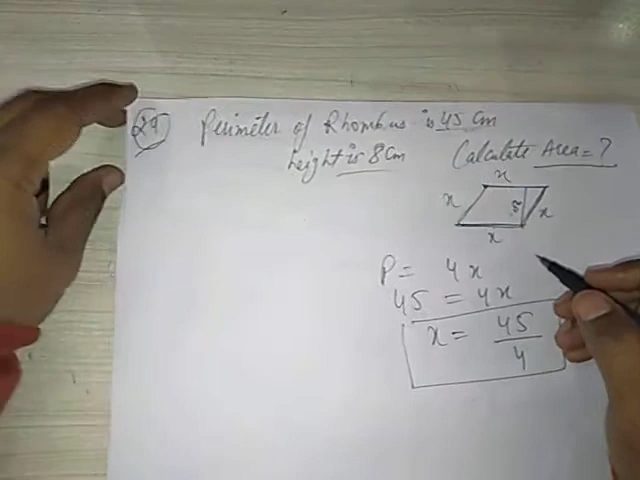 29 Perimeter of Rhombus is 45 cm
height is 8 cm Calculate Area = ?
x
x 8 x
x
P = 4x
45 = 4x
x = 45/4